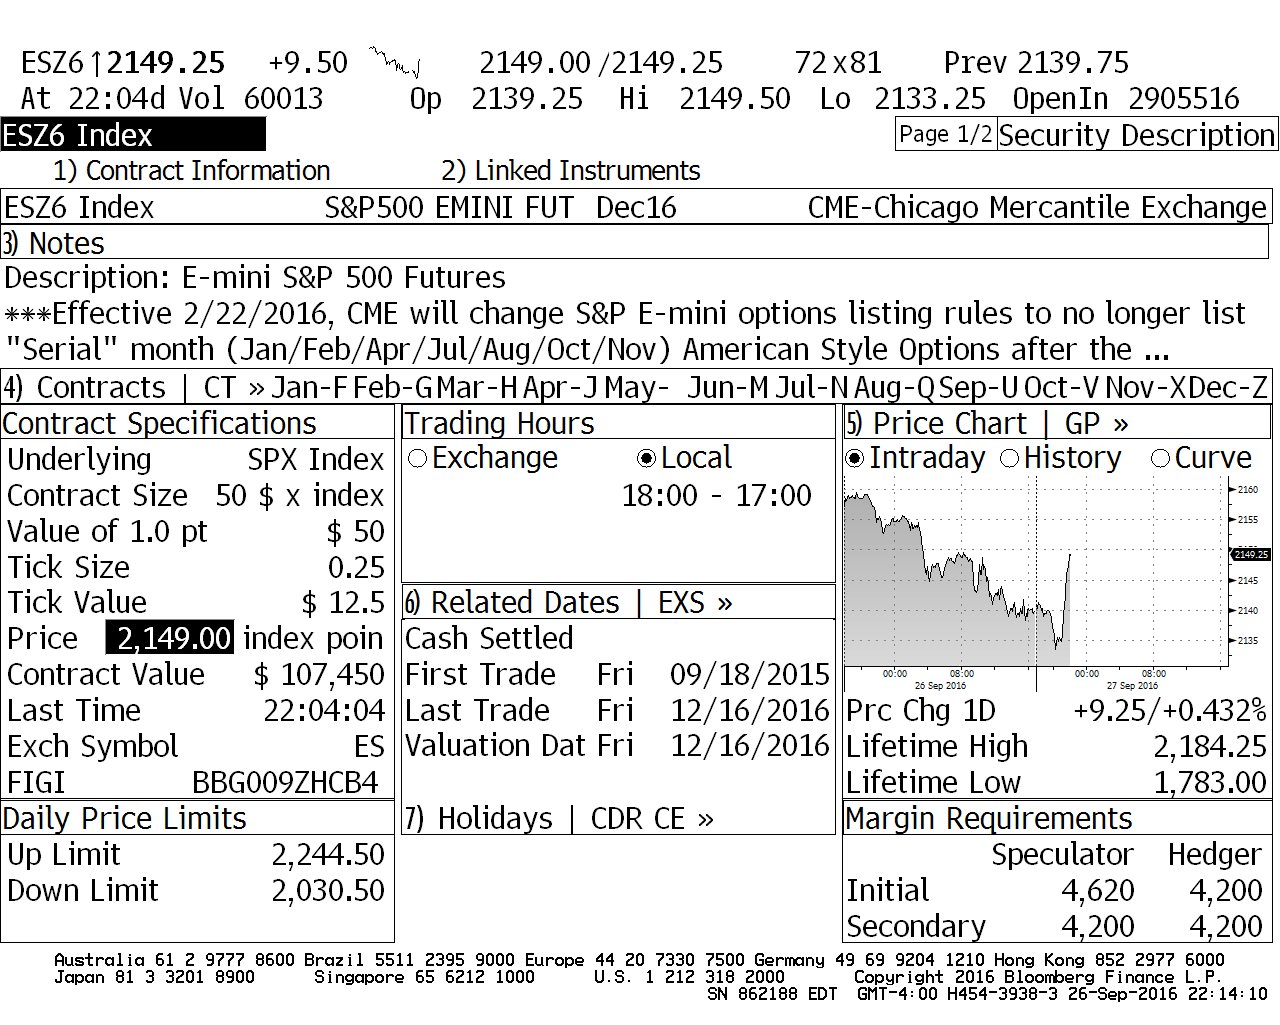 ESZ6 ↑2149.25 +9.50 2149.00 /2149.25 72 x 81 Prev 2139.75
At 22:04d Vol 60013 Op 2139.25 Hi 2149.50 Lo 2133.25 OpenIn 2905516
ESZ6 Index Page 1/2 Security Description
1) Contract Information 2) Linked Instruments
ESZ6 Index S&P500 EMINI FUT Dec16 CME-Chicago Mercantile Exchange
3) Notes
Description: E-mini S&P 500 Futures
***Effective 2/22/2016, CME will change S&P E-mini options listing rules to no longer list
"Serial" month (Jan/Feb/Apr/Jul/Aug/Oct/Nov) American Style Options after the ...
4) Contracts | CT » Jan-F Feb-G Mar-H Apr-J May- Jun-M Jul-N Aug-Q Sep-U Oct-V Nov-X Dec-Z
Contract Specifications
Underlying SPX Index
Contract Size 50 $ x index
Value of 1.0 pt $ 50
Tick Size 0.25
Tick Value $ 12.5
Price 2,149.00 index poin
Contract Value $ 107,450
Last Time 22:04:04
Exch Symbol ES
FIGI BBG009ZHCB4
Daily Price Limits
Up Limit 2,244.50
Down Limit 2,030.50
Trading Hours
Exchange Local
18:00 - 17:00
6) Related Dates | EXS »
Cash Settled
First Trade Fri 09/18/2015
Last Trade Fri 12/16/2016
Valuation Dat Fri 12/16/2016
7) Holidays | CDR CE »
5) Price Chart | GP »
Intraday History Curve
2160
2155
2149.25
2145
2140
2135
00:00 08:00 00:00 08:00
26 Sep 2016 27 Sep 2016
Prc Chg 1D +9.25/+0.432%
Lifetime High 2,184.25
Lifetime Low 1,783.00
Margin Requirements
Speculator Hedger
Initial 4,620 4,200
Secondary 4,200 4,200
Australia 61 2 9777 8600 Brazil 5511 2395 9000 Europe 44 20 7330 7500 Germany 49 69 9204 1210 Hong Kong 852 2977 6000
Japan 81 3 3201 8900 Singapore 65 6212 1000 U.S. 1 212 318 2000 Copyright 2016 Bloomberg Finance L.P.
SN 862188 EDT GMT-4:00 H454-3938-3 26-Sep-2016 22:14:10